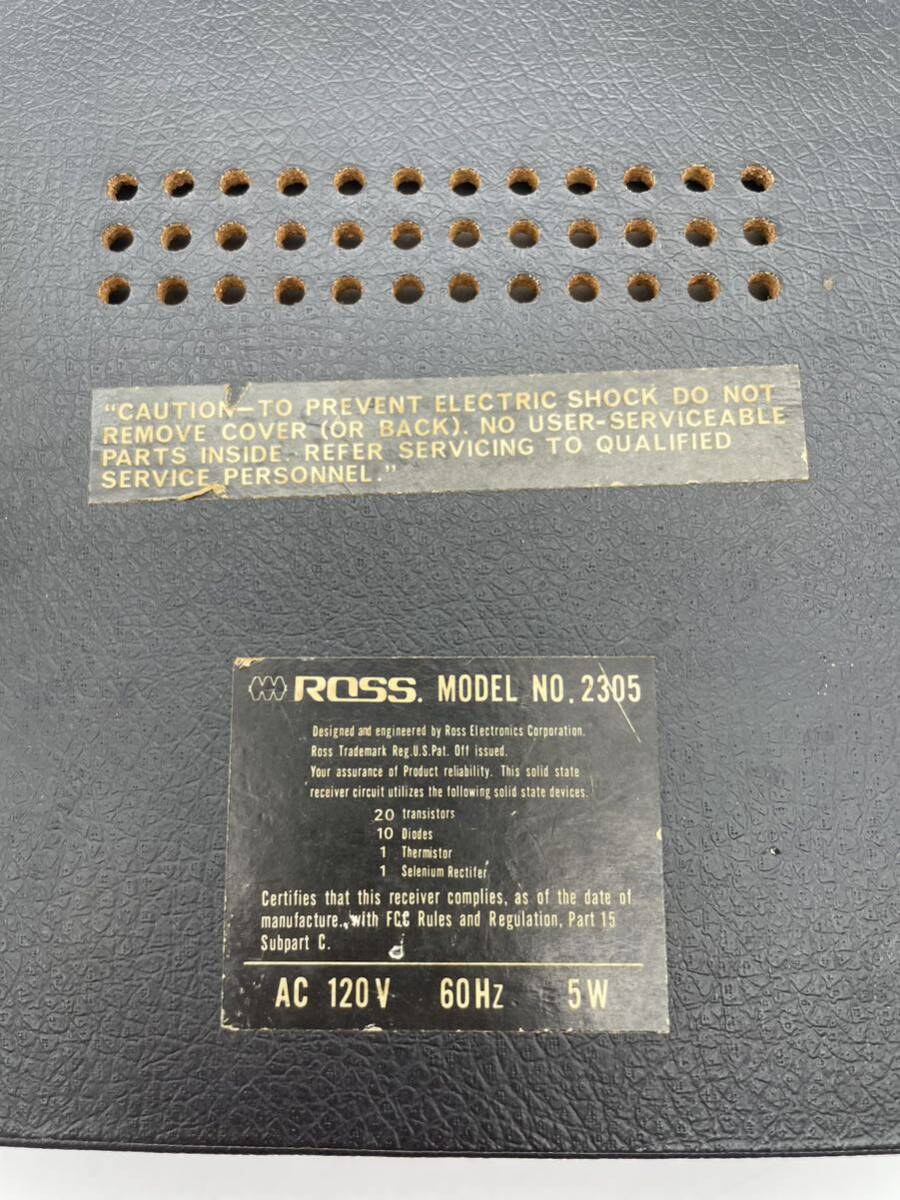 "CAUTION—TO PREVENT ELECTRIC SHOCK DO NOT
REMOVE COVER (OR BACK). NO USER-SERVICEABLE
PARTS INSIDE. REFER SERVICING TO QUALIFIED
SERVICE PERSONNEL."
ROSS. MODEL NO. 2305
Designed and engineered by Ross Electronics Corporation.
Ross Trademark Reg.U.S.Pat. Off issued.
Your assurance of Product reliability. This solid state
receiver circuit utilizes the following solid state devices.
20 transistors
10 Diodes
1 Thermistor
1 Selenium Rectifer
Certifies that this receiver complies, as of the date of
manufacture., with FCC Rules and Regulation, Part 15
Subpart C.
AC 120V 60Hz 5W